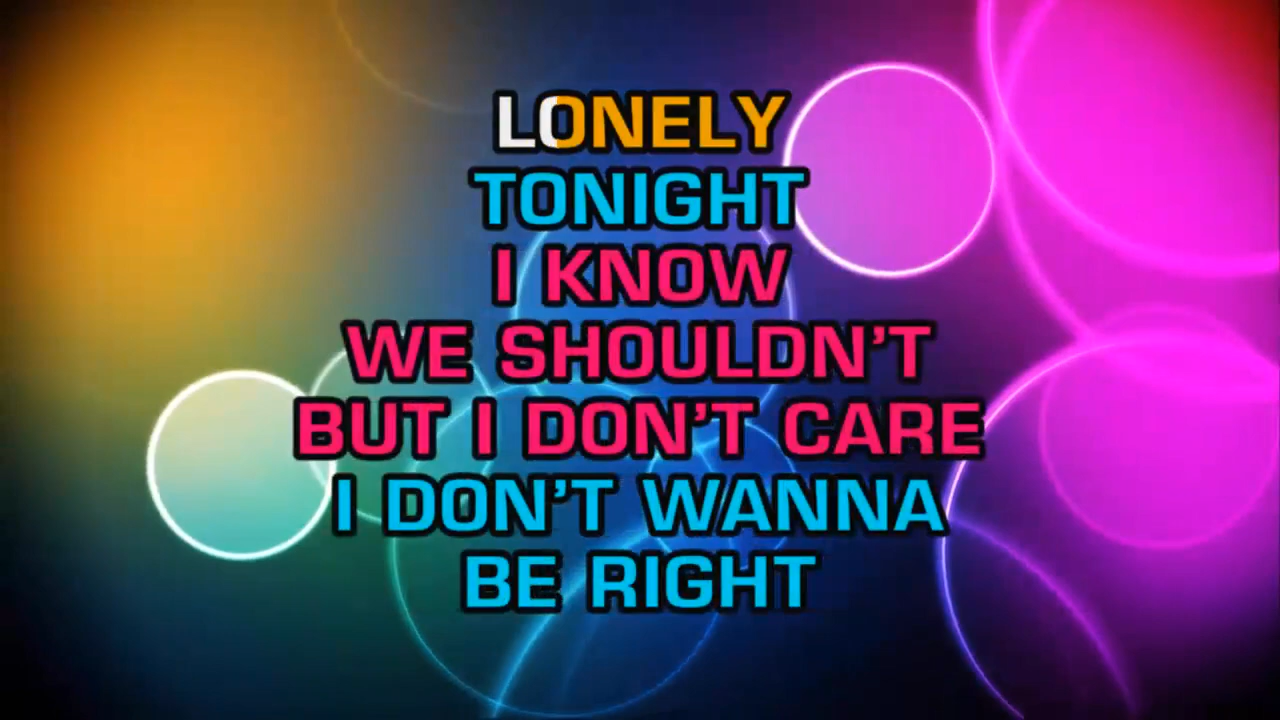 LONELY
TONIGHT
I KNOW
WE SHOULDN'T
BUT I DON'T CARE
I DON'T WANNA
BE RIGHT